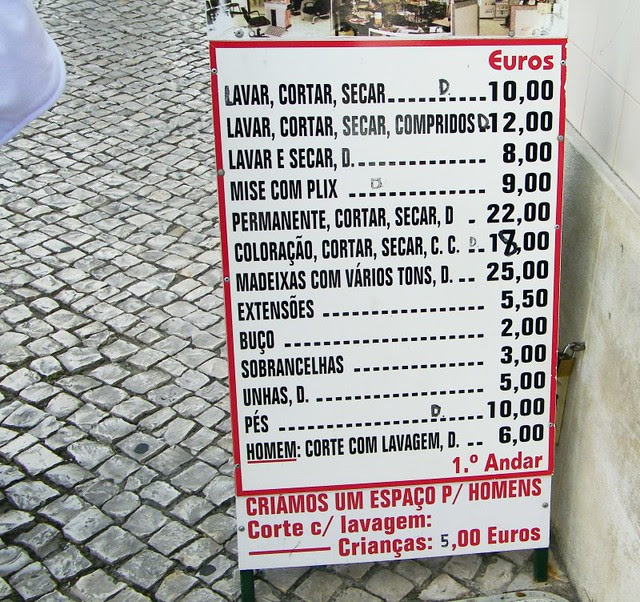 Euros
LAVAR, CORTAR, SECAR......D.....10,00
LAVAR, CORTAR, SECAR, COMPRIDOS D.12,00
LAVAR E SECAR, D. ................ 8,00
MISE COM PLIX ................ 9,00
PERMANENTE, CORTAR, SECAR, D . 22,00
COLORAÇÃO, CORTAR, SECAR, C. C. D ..18,00
MADEIXAS COM VÁRIOS TONS, D. ... 25,00
EXTENSÕES ................ 5,50
BUÇO ................ 2,00
SOBRANCELHAS ................ 3,00
UNHAS, D. ................ 5,00
PÉS ................D..... 10,00
HOMEM: CORTE COM LAVAGEM, D. .. 6,00
1.º Andar
CRIÁMOS UM ESPAÇO P/ HOMENS
Corte c/ lavagem:
Crianças: 5,00 Euros